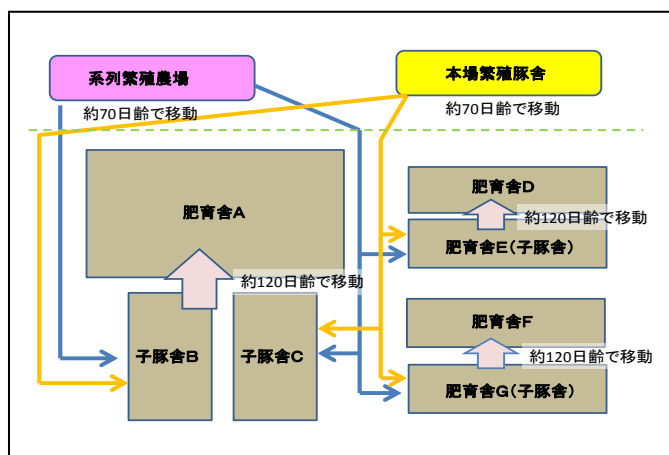 系列繁殖農場
本場繁殖豚舎
約70日齢で移動
約70日齢で移動
肥育舎A
肥育舎D
約120日齢で移動
肥育舎E(子豚舎)
約120日齢で移動
子豚舎B
子豚舎C
肥育舎F
約120日齢で移動
肥育舎G(子豚舎)